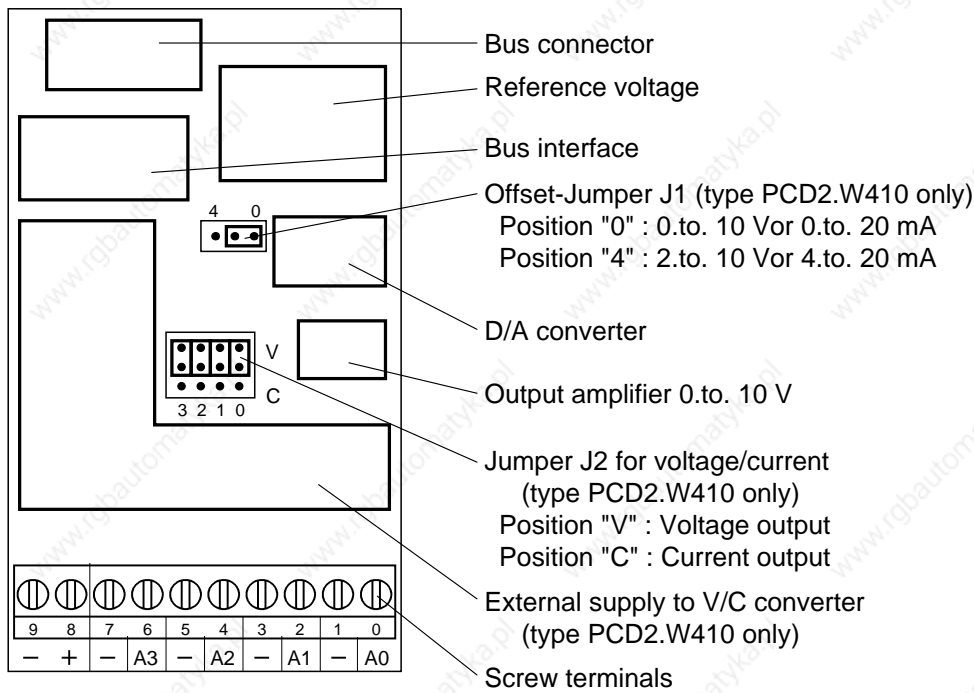 Bus connector
Reference voltage
Bus interface
Offset-Jumper J1 (type PCD2.W410 only)
Position "0" : 0.to. 10 Vor 0.to. 20 mA
Position "4" : 2.to. 10 Vor 4.to. 20 mA
4 0
D/A converter
V
C
3 2 1 0
Output amplifier 0.to. 10 V
Jumper J2 for voltage/current
(type PCD2.W410 only)
Position "V" : Voltage output
Position "C" : Current output
External supply to V/C converter
(type PCD2.W410 only)
9 8 7 6 5 4 3 2 1 0
− + − A3 − A2 − A1 − A0
Screw terminals
www.rgbautomatyka.pl